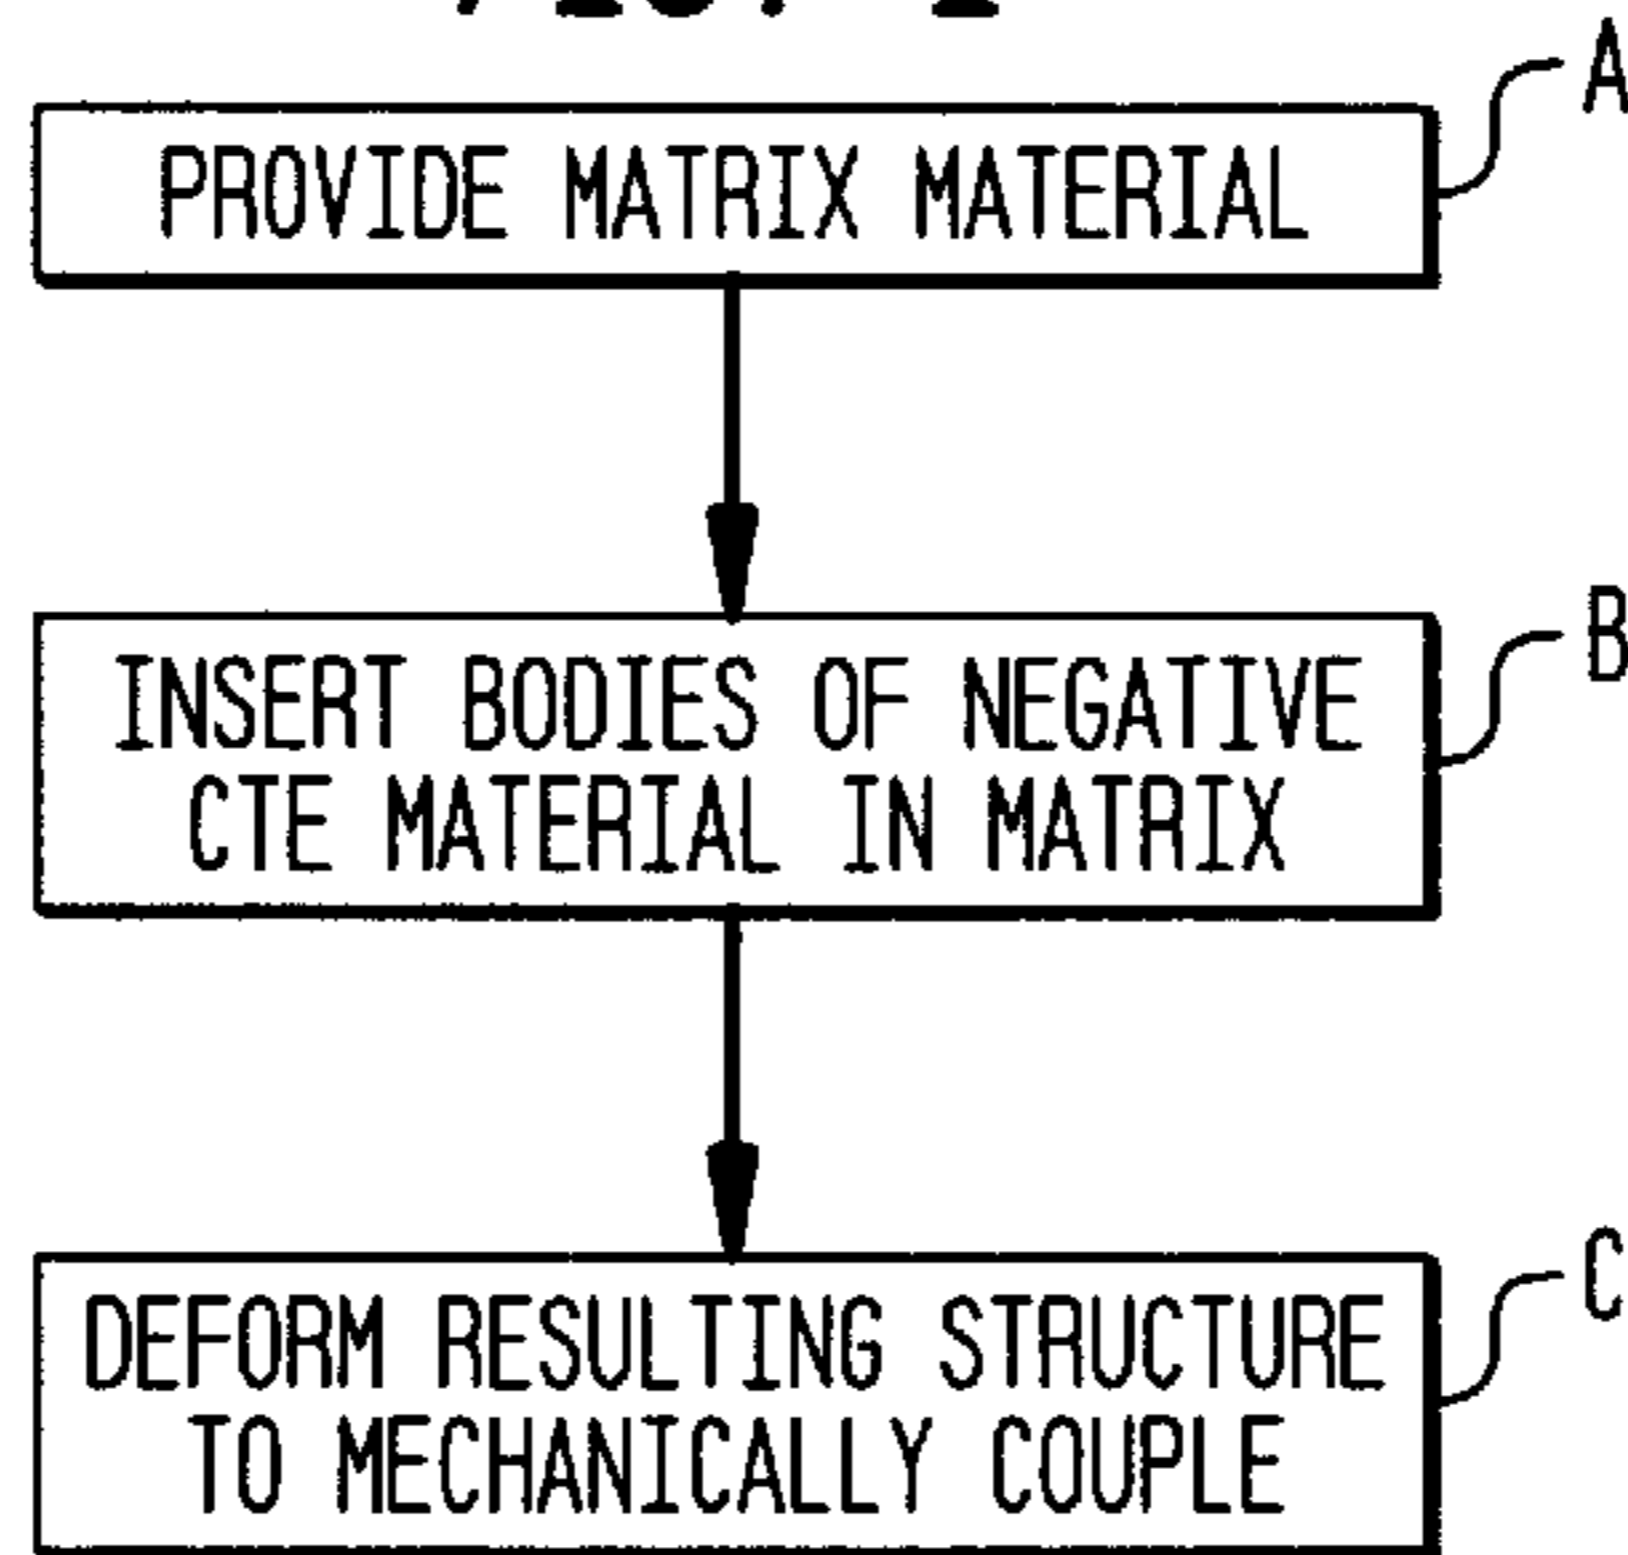 A
PROVIDE MATRIX MATERIAL
B
INSERT BODIES OF NEGATIVE
CTE MATERIAL IN MATRIX
C
DEFORM RESULTING STRUCTURE
TO MECHANICALLY COUPLE